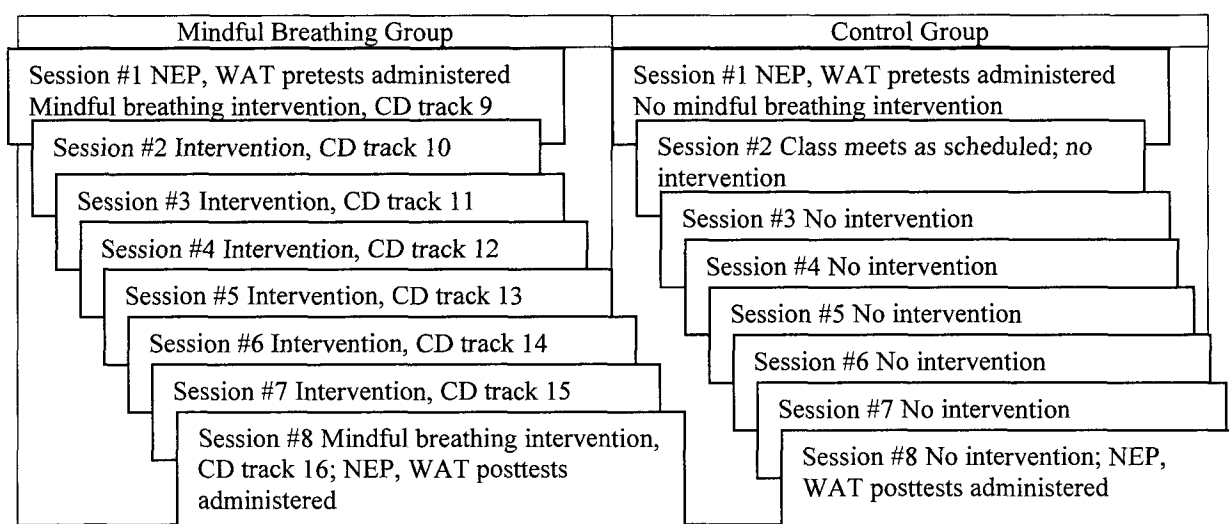 Mindful Breathing Group
Session #1 NEP, WAT pretests administered
Mindful breathing intervention, CD track 9
Session #2 Intervention, CD track 10
Session #3 Intervention, CD track 11
Session #4 Intervention, CD track 12
Session #5 Intervention, CD track 13
Session #6 Intervention, CD track 14
Session #7 Intervention, CD track 15
Session #8 Mindful breathing intervention,
CD track 16; NEP, WAT posttests
administered
Control Group
Session #1 NEP, WAT pretests administered
No mindful breathing intervention
Session #2 Class meets as scheduled; no
intervention
Session #3 No intervention
Session #4 No intervention
Session #5 No intervention
Session #6 No intervention
Session #7 No intervention
Session #8 No intervention; NEP,
WAT posttests administered